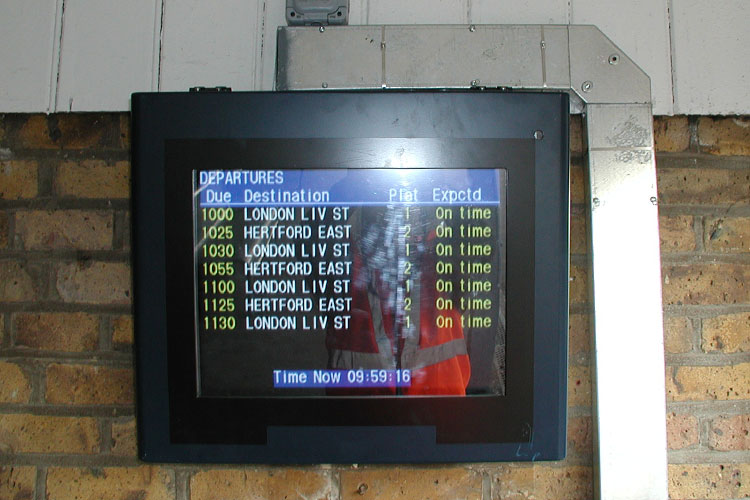 DEPARTURES
Due Destination Plat Expctd
1000 LONDON LIV ST 1 On time
1025 HERTFORD EAST 2 On time
1030 LONDON LIV ST 1 On time
1055 HERTFORD EAST 2 On time
1100 LONDON LIV ST 1 On time
1125 HERTFORD EAST 2 On time
1130 LONDON LIV ST 1 On time
Time Now 09:59:16